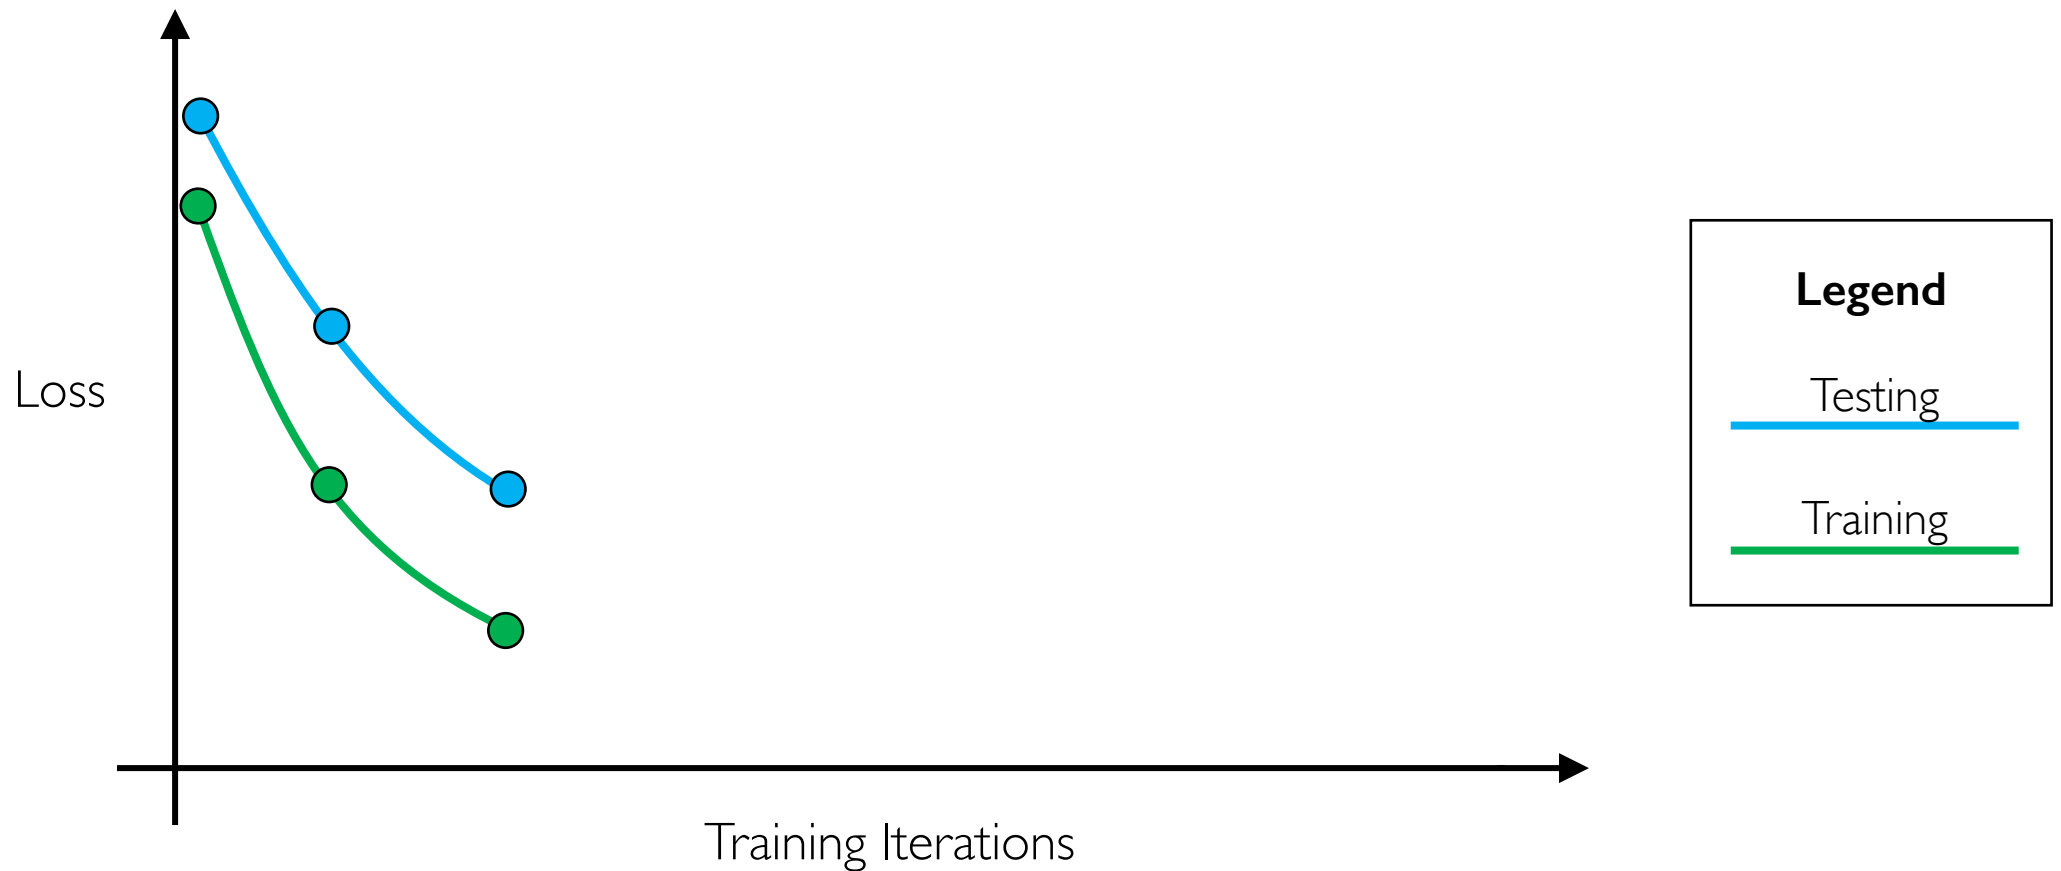 Loss
Training Iterations
Legend
Testing
Training